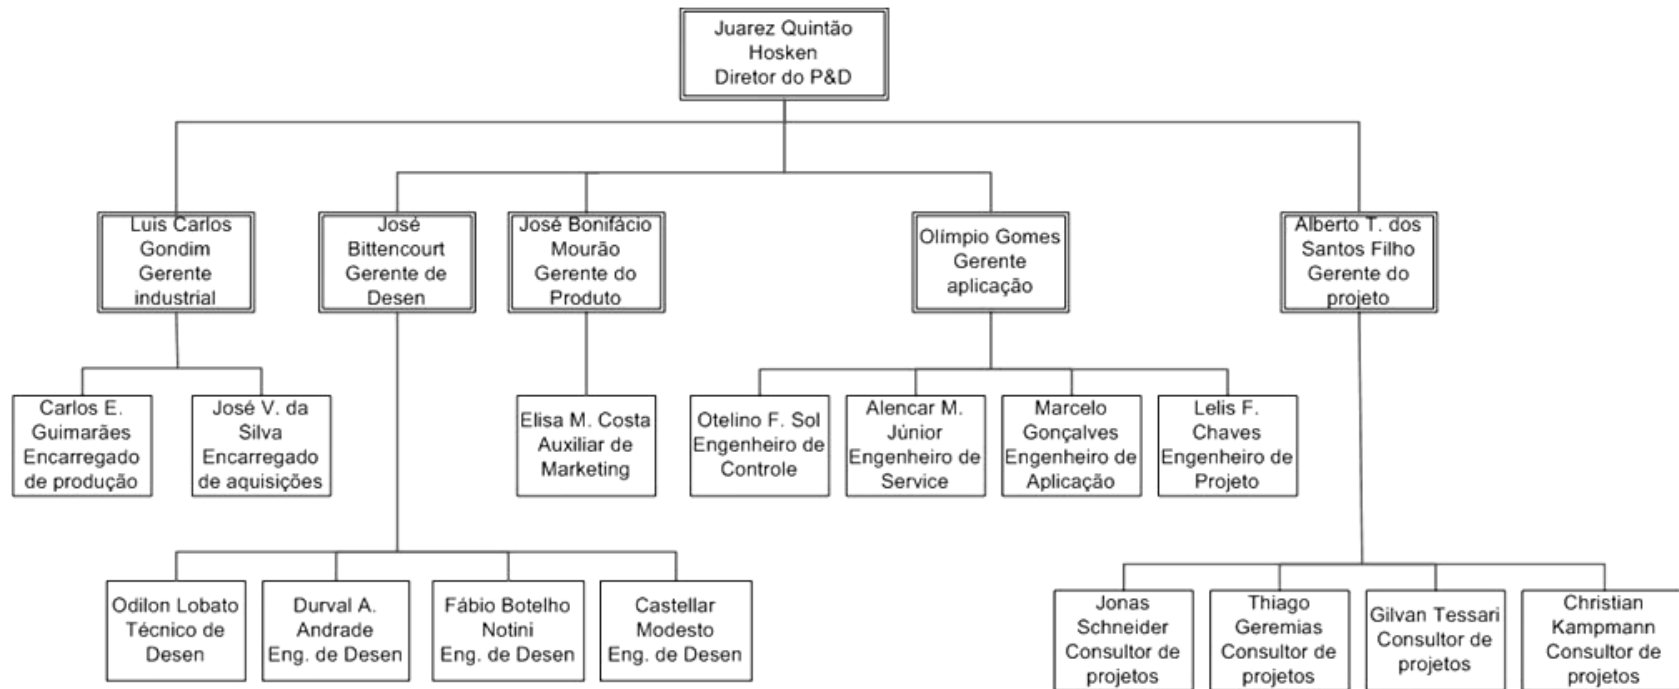 Juarez Quintão
Hosken
Diretor do P&D
Luís Carlos
Gondim
Gerente
industrial
José
Bittencourt
Gerente de
Desen
José Bonifácio
Mourão
Gerente do
Produto
Olímpio Gomes
Gerente
aplicação
Alberto T. dos
Santos Filho
Gerente do
projeto
Carlos E.
Guimarães
Encarregado
de produção
José V. da
Silva
Encarregado
de aquisições
Elisa M. Costa
Auxiliar de
Marketing
Otelino F. Sol
Engenheiro de
Controle
Alencar M.
Júnior
Engenheiro de
Service
Marcelo
Gonçalves
Engenheiro de
Aplicação
Lelis F.
Chaves
Engenheiro de
Projeto
Odilon Lobato
Técnico de
Desen
Durval A.
Andrade
Eng. de Desen
Fábio Botelho
Notini
Eng. de Desen
Castellar
Modesto
Eng. de Desen
Jonas
Schneider
Consultor de
projetos
Thiago
Geremias
Consultor de
projetos
Gilvan Tessari
Consultor de
projetos
Christian
Kampmann
Consultor de
projetos